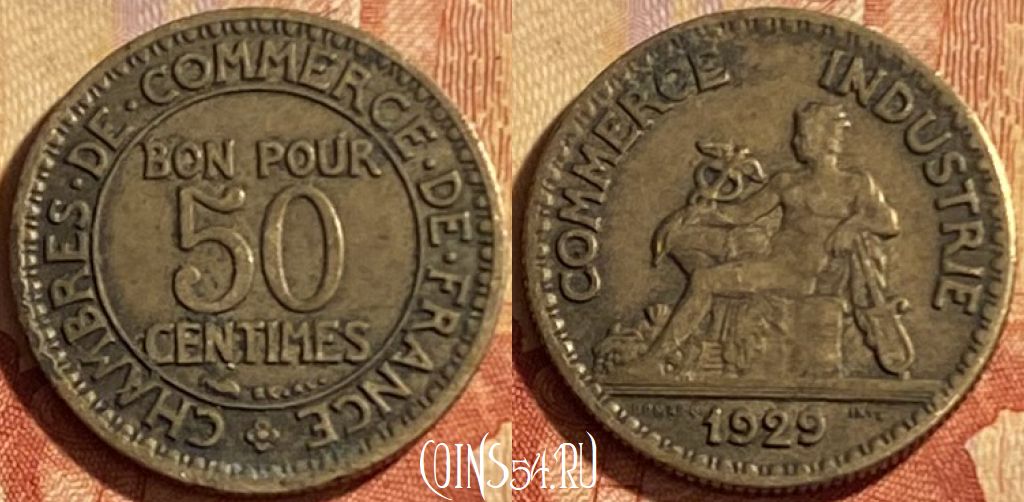 CHAMBRES·DE·COMMERCE·DE·FRANCE
BON POUR
50
CENTIMES
COMMERCE INDUSTRIE
1929
COINS54.RU